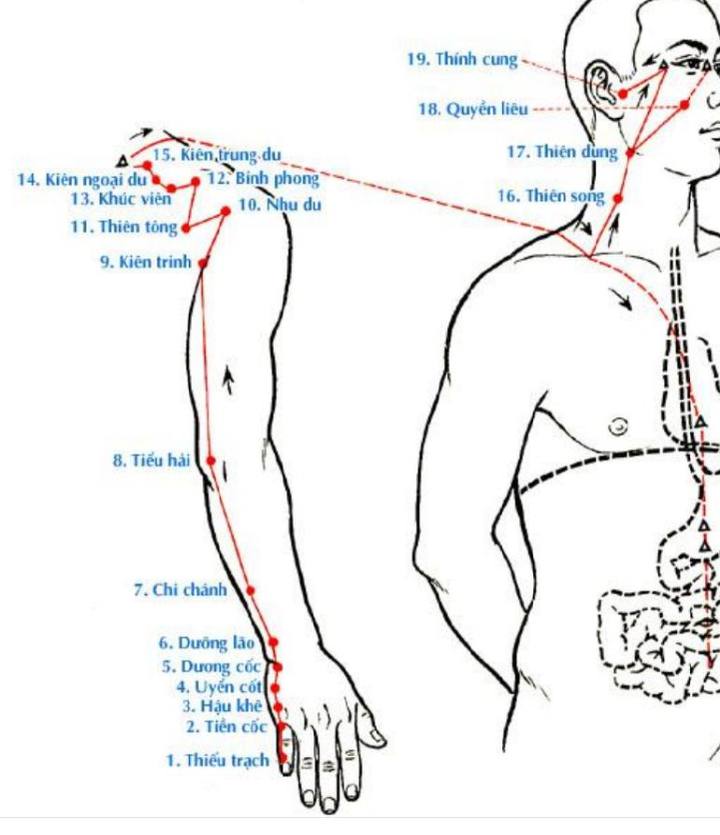 19. Thính cung
18. Quyền liêu
15. Kiên trung du
17. Thiên dung
14. Kiên ngoại du
12. Bỉnh phong
13. Khúc viên
16. Thiên song
10. Nhu du
11. Thiên tông
9. Kiên trinh
8. Tiểu hải
7. Chi chánh
6. Dưỡng lão
5. Dương cốc
4. Uyển cốt
3. Hậu khê
2. Tiền cốc
1. Thiếu trạch